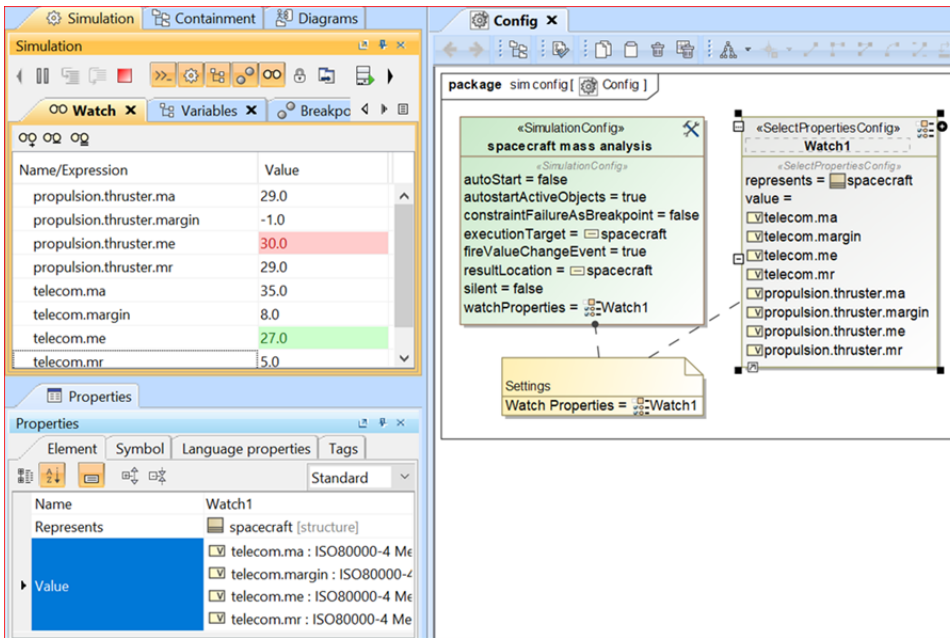 Simulation
Containment
Diagrams
Simulation
Watch
Variables
Breakpo
Name/Expression Value
propulsion.thruster.ma 29.0
propulsion.thruster.margin -1.0
propulsion.thruster.me 30.0
propulsion.thruster.mr 29.0
telecom.ma 35.0
telecom.margin 8.0
telecom.me 27.0
telecom.mr 5.0
Properties
Properties
Element Symbol Language properties Tags
Standard
Name Watch1
Represents spacecraft [structure]
Value
telecom.ma : ISO80000-4 Me
telecom.margin : ISO80000-4
telecom.me : ISO80000-4 Me
telecom.mr : ISO80000-4 Me
Config
package simconfig[ Config ]
«SimulationConfig»
spacecraft mass analysis
«SimulationConfig»
autoStart = false
autostartActiveObjects = true
constraintFailureAsBreakpoint = false
executionTarget = spacecraft
fireValueChangeEvent = true
resultLocation = spacecraft
silent = false
watchProperties = Watch1
«SelectPropertiesConfig»
Watch1
«SelectPropertiesConfig»
represents = spacecraft
value =
telecom.ma
telecom.margin
telecom.me
telecom.mr
propulsion.thruster.ma
propulsion.thruster.margin
propulsion.thruster.me
propulsion.thruster.mr
Settings
Watch Properties = Watch1